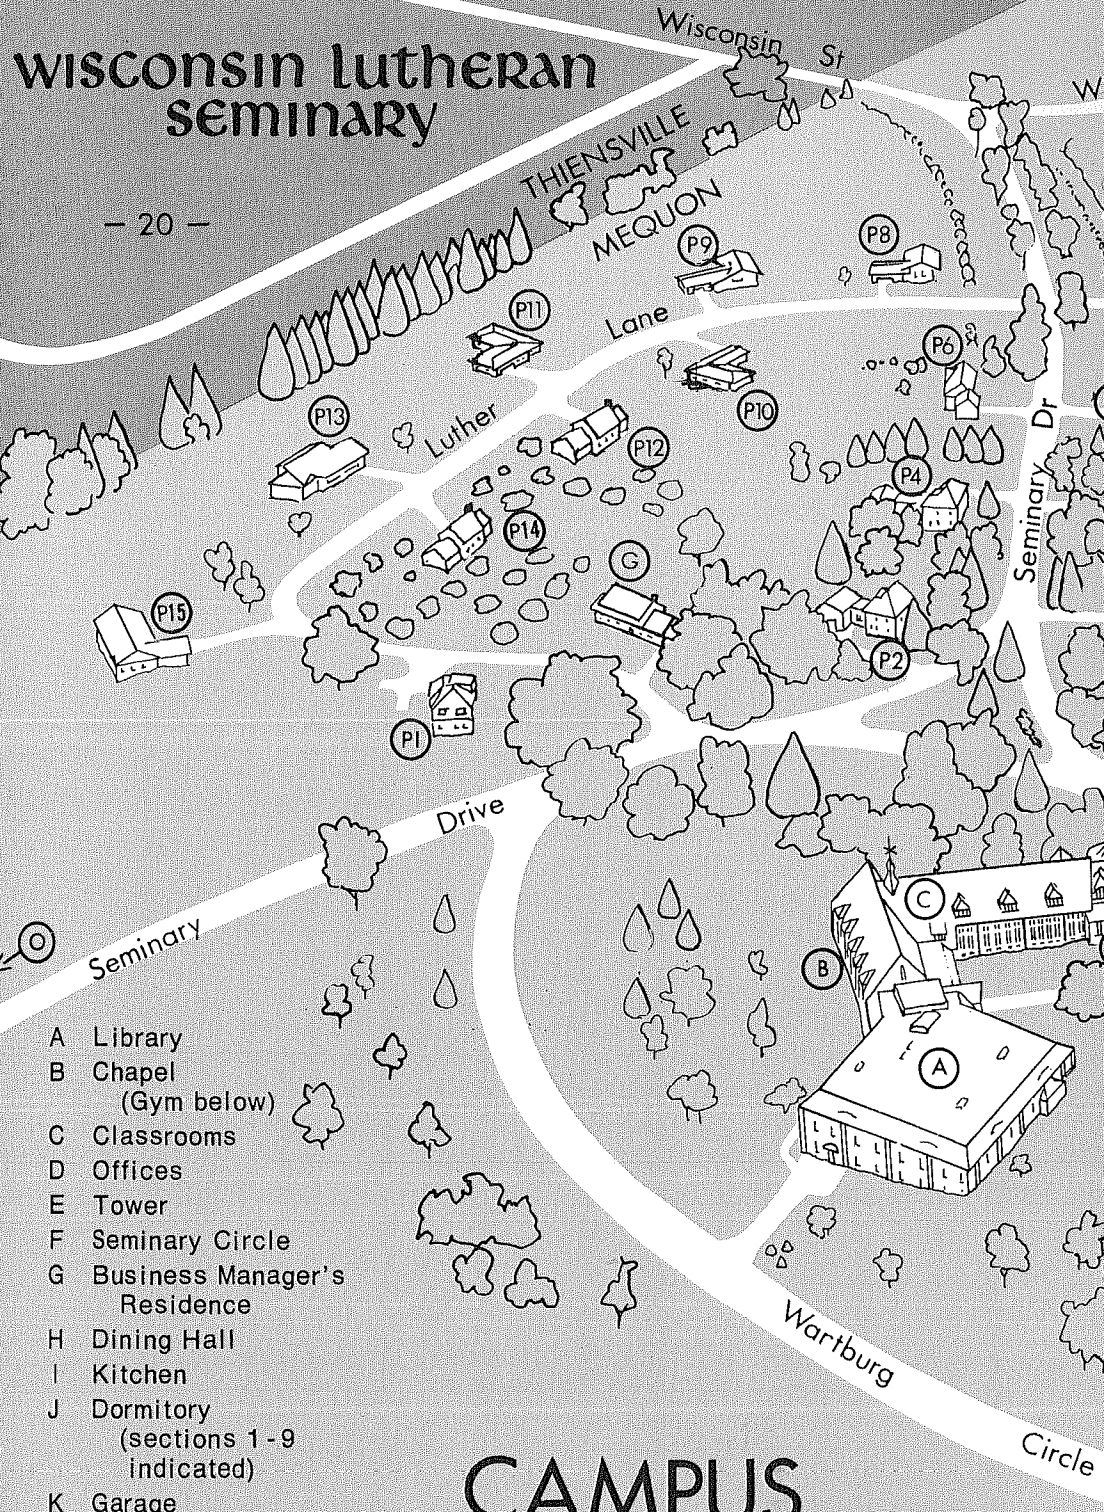 WISCONSIN LUTHERAN
SEMINARY
— 20 —
Wisconsin St
W
THIENSVILLE
MEQUON
P9
P8
P11
Lane
P6
P10
P13
Luther
P12
Dr
P4
P14
Seminary
G
P15
P2
P1
Drive
C
O
Seminary
B
A
A Library
B Chapel
(Gym below)
C Classrooms
D Offices
E Tower
F Seminary Circle
G Business Manager's
Residence
H Dining Hall
I Kitchen
J Dormitory
(sections 1-9
indicated)
K Garage
Wartburg
Circle
CAMPUS